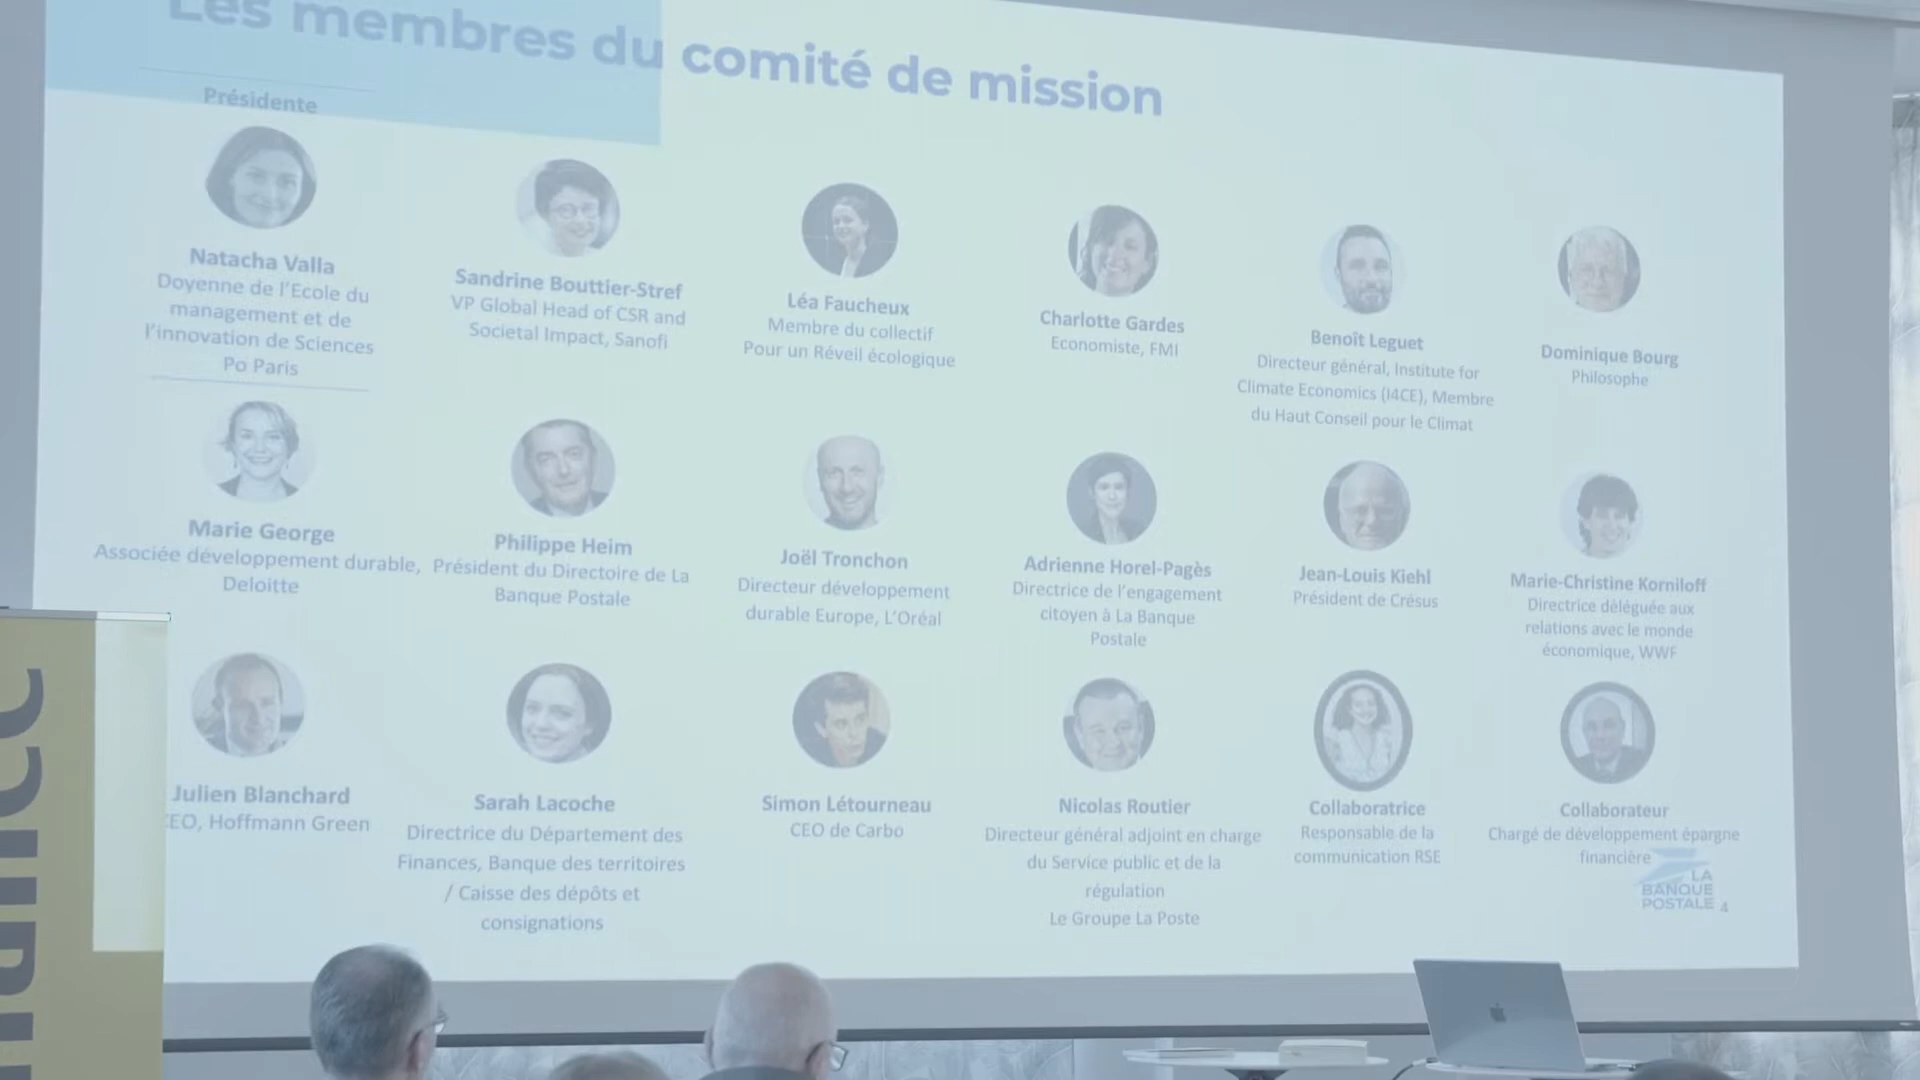 Les membres du comité de mission
Présidente
Natacha Valla
Doyenne de l'Ecole du
management et de
l'innovation de Sciences
Po Paris
Sandrine Bouttier-Stref
VP Global Head of CSR and
Societal Impact, Sanofi
Léa Faucheux
Membre du collectif
Pour un Réveil écologique
Charlotte Gardes
Economiste, FMI
Benoît Leguet
Directeur général, Institute for
Climate Economics (I4CE), Membre
du Haut Conseil pour le Climat
Dominique Bourg
Philosophe
Marie George
Associée développement durable,
Deloitte
Philippe Heim
Président du Directoire de La
Banque Postale
Joël Tronchon
Directeur développement
durable Europe, L'Oréal
Adrienne Horel-Pagès
Directrice de l'engagement
citoyen à La Banque
Postale
Jean-Louis Kiehl
Président de Crésus
Marie-Christine Korniloff
Directrice déléguée aux
relations avec le monde
économique, WWF
Julien Blanchard
CEO, Hoffmann Green
Sarah Lacoche
Directrice du Département des
Finances, Banque des territoires
/ Caisse des dépôts et
consignations
Simon Létourneau
CEO de Carbo
Nicolas Routier
Directeur général adjoint en charge
du Service public et de la
régulation
Le Groupe La Poste
Collaboratrice
Responsable de la
communication RSE
Collaborateur
Chargé de développement épargne
financière
LA
BANQUE
POSTALE 4